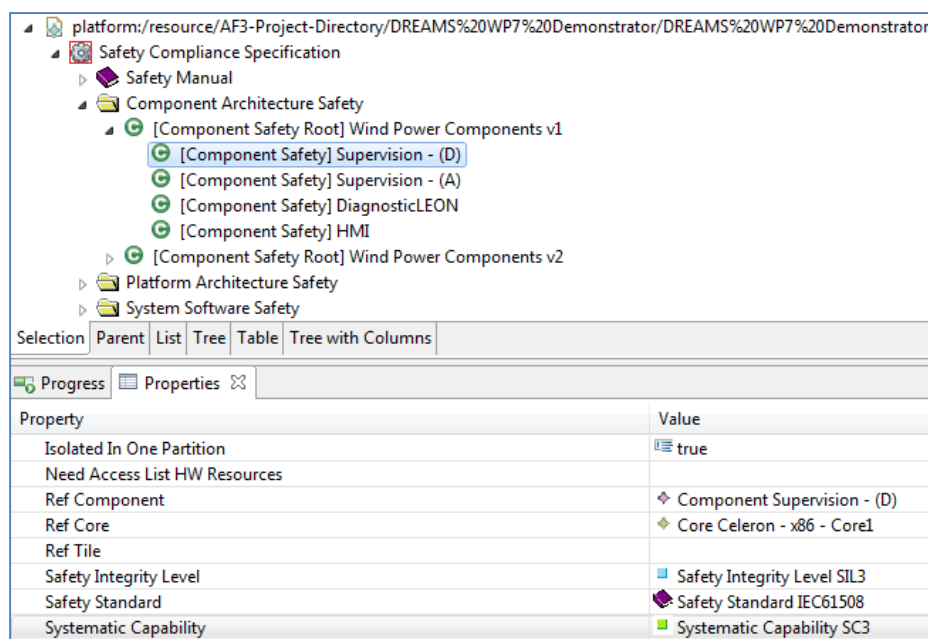 platform:/resource/AF3-Project-Directory/DREAMS%20WP7%20Demonstrator/DREAMS%20WP7%20Demonstrator
Safety Compliance Specification
Safety Manual
Component Architecture Safety
[Component Safety Root] Wind Power Components v1
[Component Safety] Supervision - (D)
[Component Safety] Supervision - (A)
[Component Safety] DiagnosticLEON
[Component Safety] HMI
[Component Safety Root] Wind Power Components v2
Platform Architecture Safety
System Software Safety
Selection Parent List Tree Table Tree with Columns
Progress Properties
Property Value
Isolated In One Partition true
Need Access List HW Resources
Ref Component Component Supervision - (D)
Ref Core Core Celeron - x86 - Core1
Ref Tile
Safety Integrity Level Safety Integrity Level SIL3
Safety Standard Safety Standard IEC61508
Systematic Capability Systematic Capability SC3